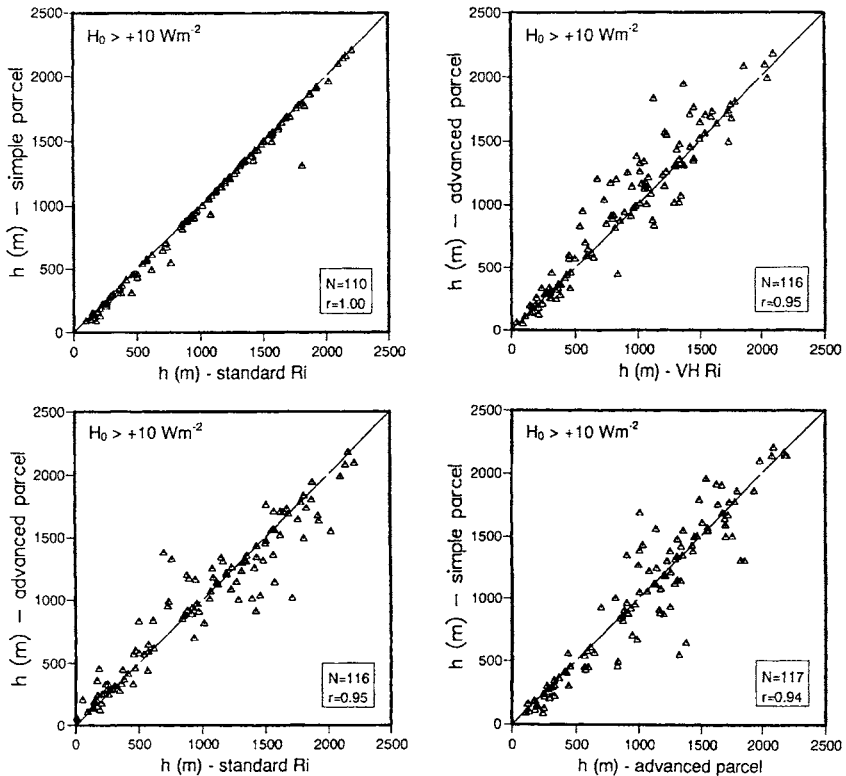 H₀ > +10 Wm⁻²
2500
2000
1500
1000
500
0
h (m) – simple parcel
N=110
r=1.00
0 500 1000 1500 2000 2500
h (m) - standard Ri
H₀ > +10 Wm⁻²
2500
2000
1500
1000
500
0
h (m) – advanced parcel
N=116
r=0.95
0 500 1000 1500 2000 2500
h (m) - VH Ri
H₀ > +10 Wm⁻²
2500
2000
1500
1000
500
0
h (m) – advanced parcel
N=116
r=0.95
0 500 1000 1500 2000 2500
h (m) - standard Ri
H₀ > +10 Wm⁻²
2500
2000
1500
1000
500
0
h (m) – simple parcel
N=117
r=0.94
0 500 1000 1500 2000 2500
h (m) - advanced parcel